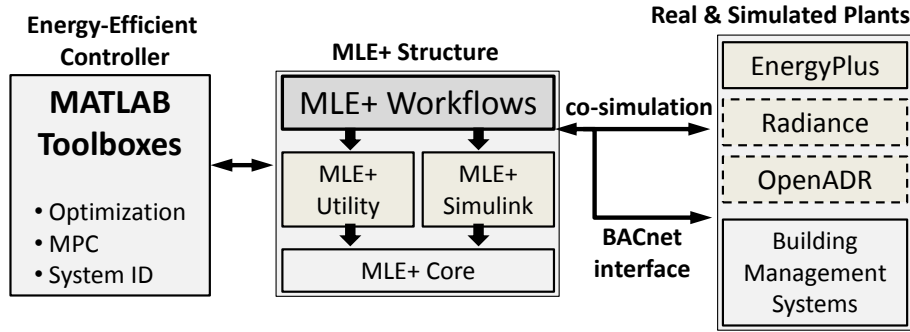 Energy-Efficient
Controller
MATLAB
Toolboxes
• Optimization
• MPC
• System ID
MLE+ Structure
MLE+ Workflows
MLE+
Utility
MLE+
Simulink
MLE+ Core
co-simulation
BACnet
interface
Real & Simulated Plants
EnergyPlus
Radiance
OpenADR
Building
Management
Systems